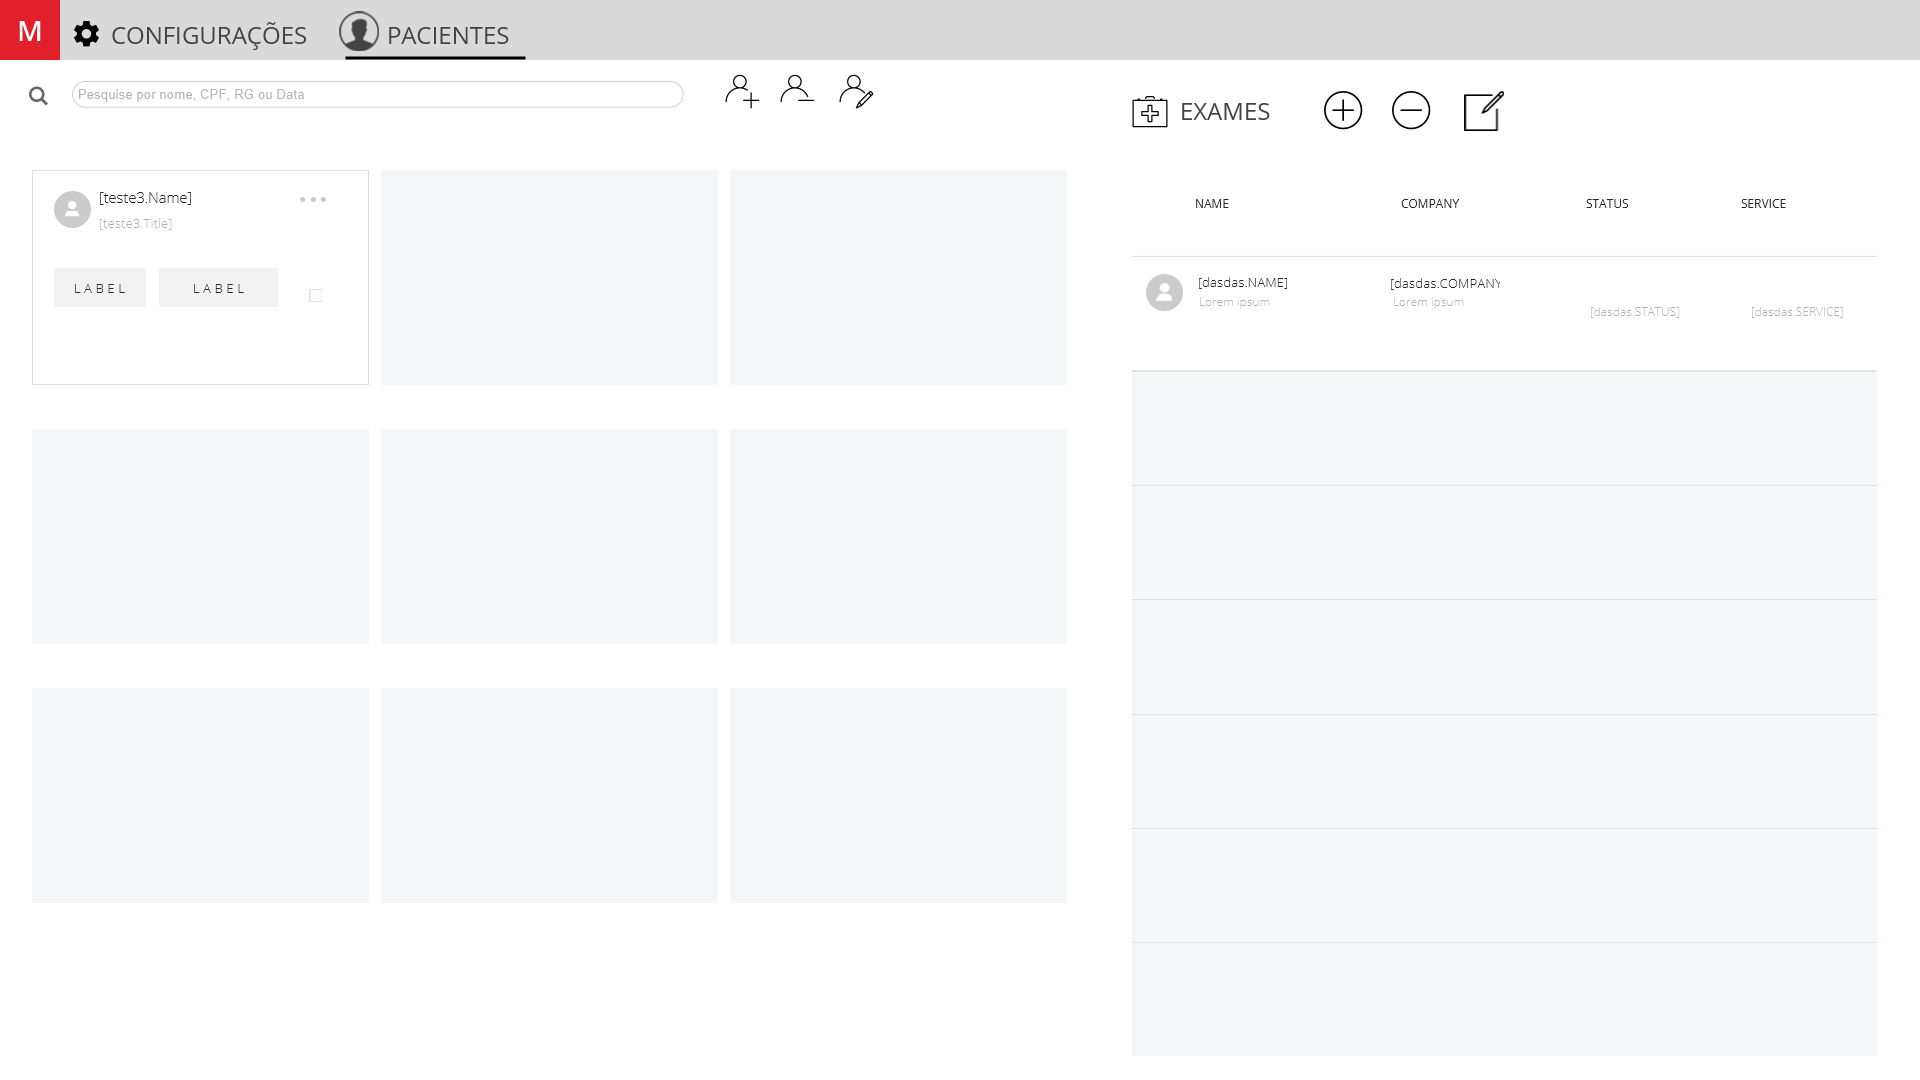 M
CONFIGURAÇÕES
PACIENTES
Pesquise por nome, CPF, RG ou Data
EXAMES
[teste3.Name]
[teste3.Title]
LABEL
LABEL
NAME
COMPANY
STATUS
SERVICE
[dasdas.NAME]
Lorem ipsum
[dasdas.COMPANY
Lorem ipsum
[dasdas.STATUS]
[dasdas.SERVICE]